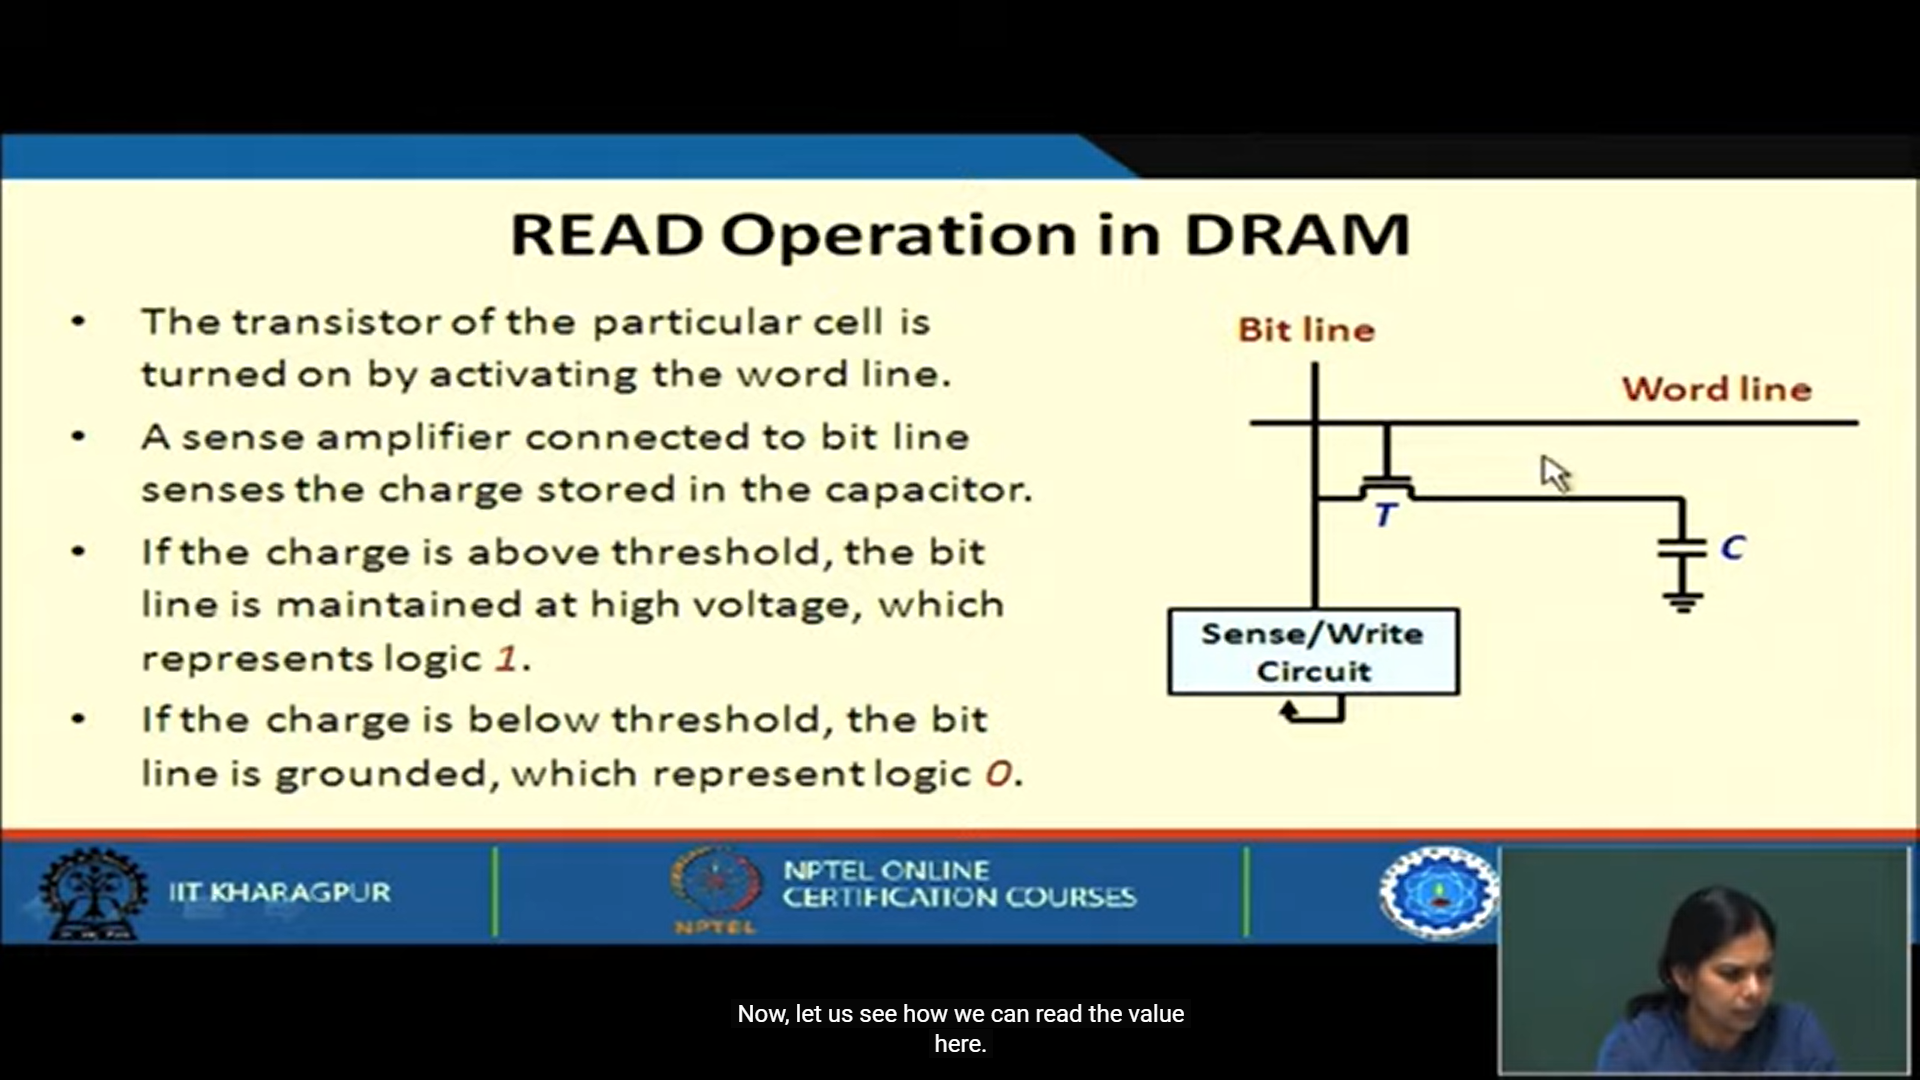 READ Operation in DRAM
• The transistor of the particular cell is
turned on by activating the word line.
• A sense amplifier connected to bit line
senses the charge stored in the capacitor.
• If the charge is above threshold, the bit
line is maintained at high voltage, which
represents logic 1.
• If the charge is below threshold, the bit
line is grounded, which represent logic 0.
Bit line
Word line
T
C
Sense/Write
Circuit
IIT KHARAGPUR
NPTEL
NPTEL ONLINE
CERTIFICATION COURSES
Now, let us see how we can read the value
here.